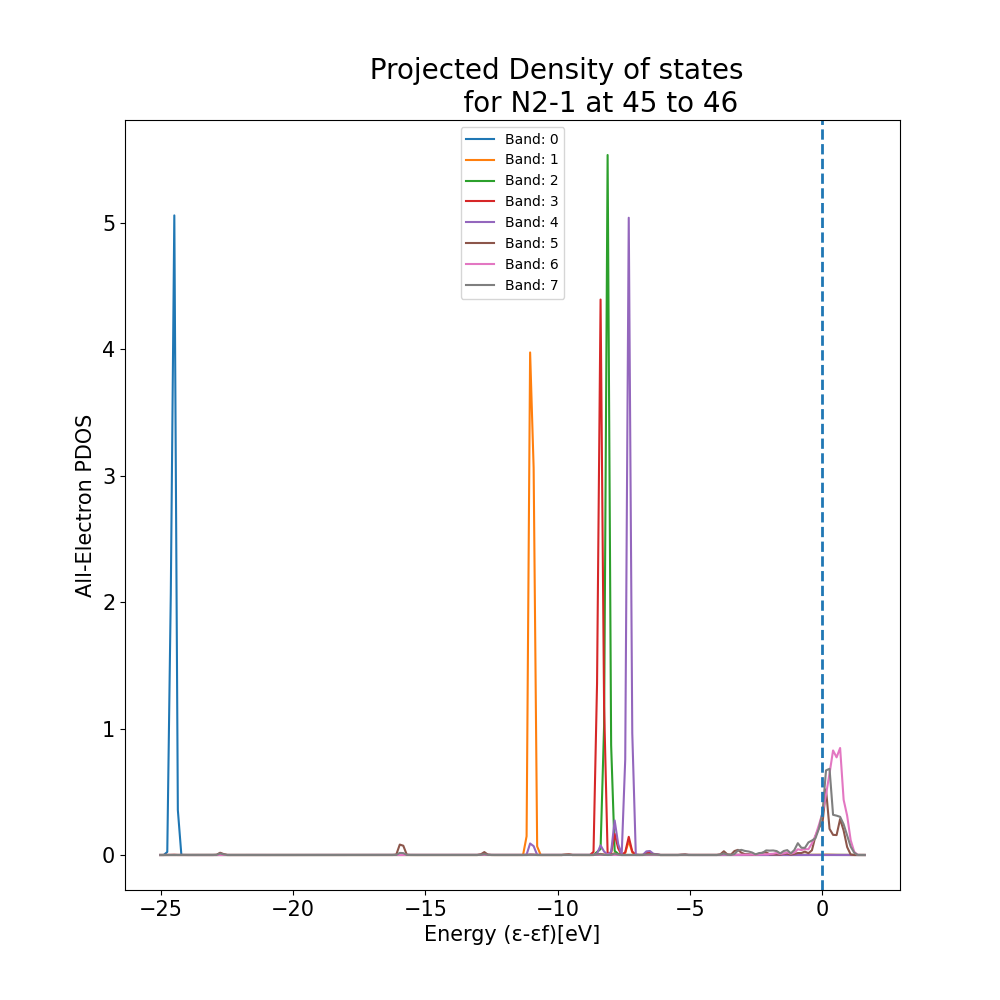 Projected Density of states
for N2-1 at 45 to 46
Band: 0
Band: 1
Band: 2
Band: 3
Band: 4
Band: 5
Band: 6
Band: 7
All-Electron PDOS
5
4
3
2
1
0
−25
−20
−15
−10
−5
0
Energy (ε-εf)[eV]